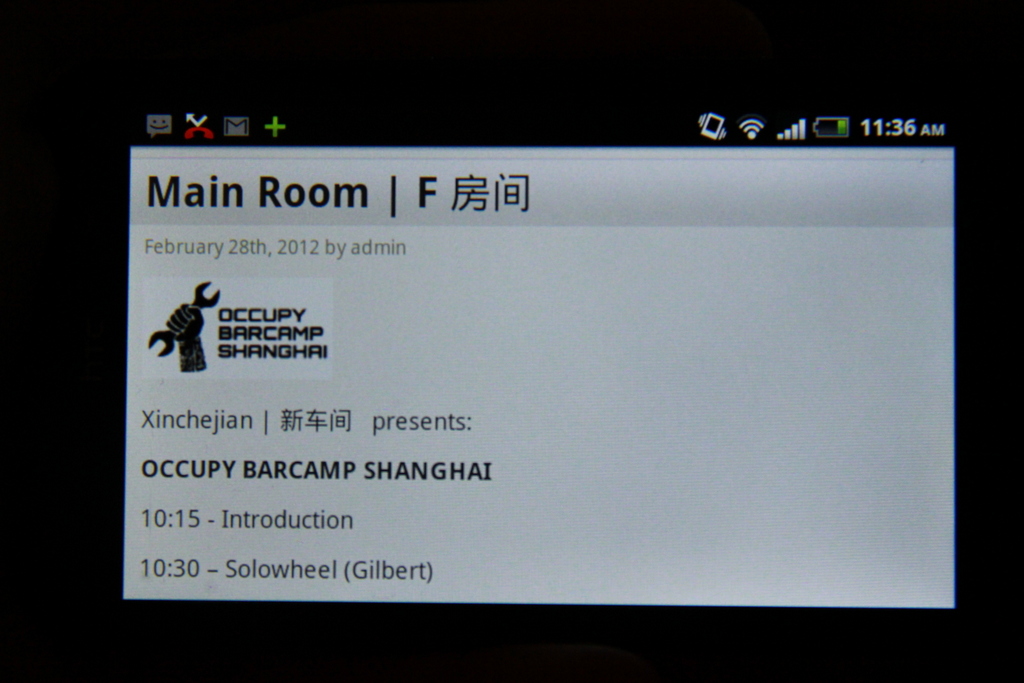 11:36 AM
Main Room | F 房间
February 28th, 2012 by admin
OCCUPY
BARCAMP
SHANGHAI
Xinchejian | 新车间 presents:
OCCUPY BARCAMP SHANGHAI
10:15 - Introduction
10:30 – Solowheel (Gilbert)